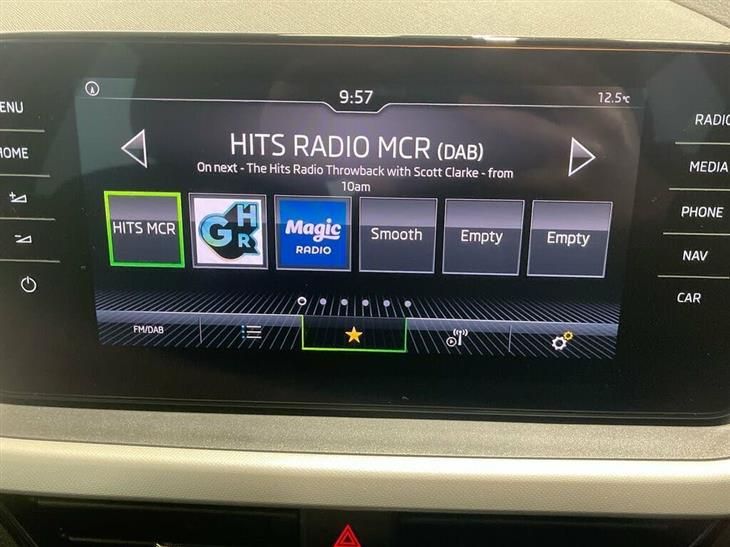 9:57
12.5°C
ENU
HOME
RADIO
MEDIA
PHONE
NAV
CAR
HITS RADIO MCR (DAB)
On next - The Hits Radio Throwback with Scott Clarke - from
10am
HITS MCR
GHR
Magic
RADIO
Smooth
Empty
Empty
FM/DAB